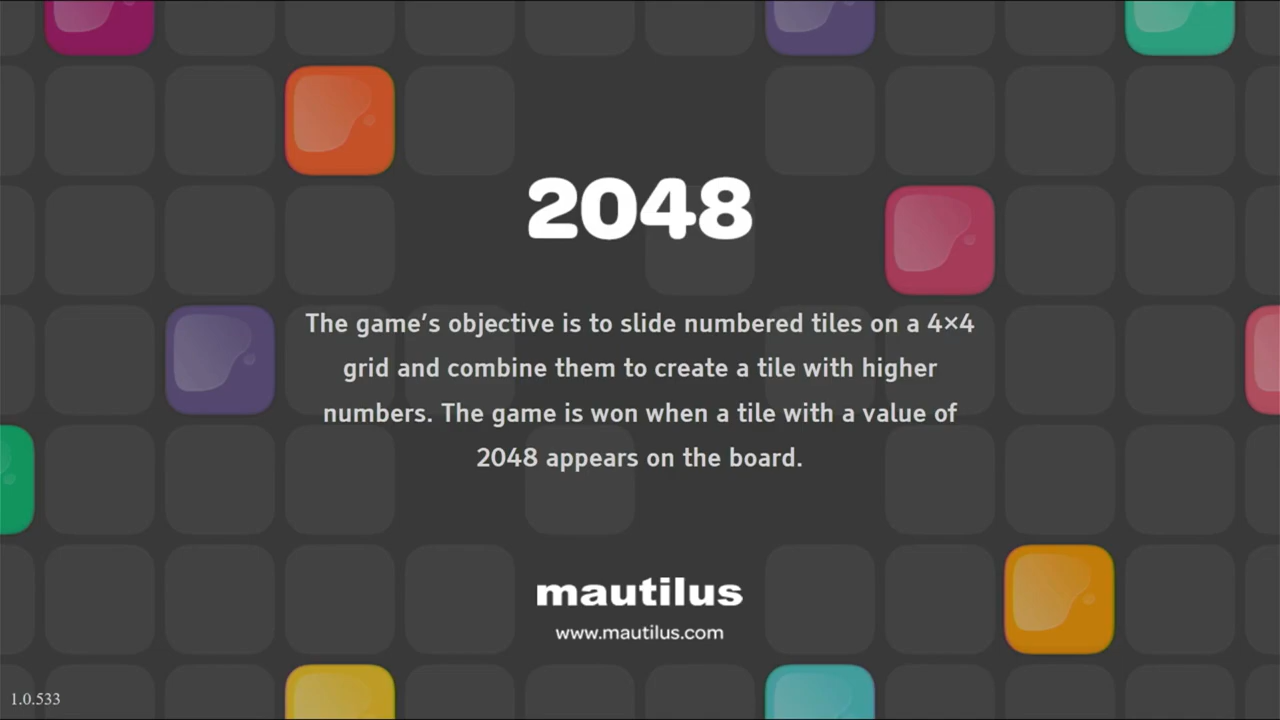 2048
The game’s objective is to slide numbered tiles on a 4×4
grid and combine them to create a tile with higher
numbers. The game is won when a tile with a value of
2048 appears on the board.
mautilus
www.mautilus.com
1.0.533